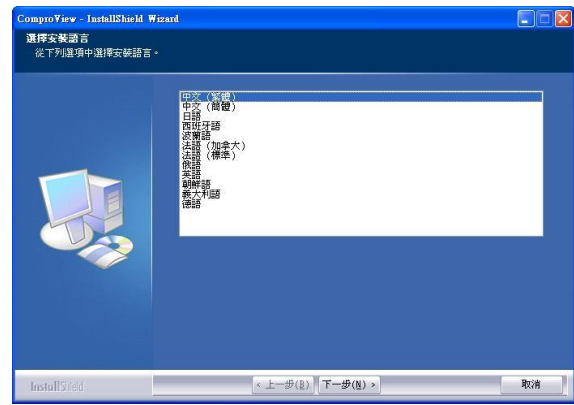 ComproView - InstallShield Wizard
選擇安裝語言
從下列選項中選擇安裝語言。
中文 (繁體)
中文 (簡體)
日語
西班牙語
波蘭語
法語 (加拿大)
法語 (標準)
俄語
英語
朝鮮語
義大利語
德語
InstallShield
< 上一步(B)
下一步(N) >
取消